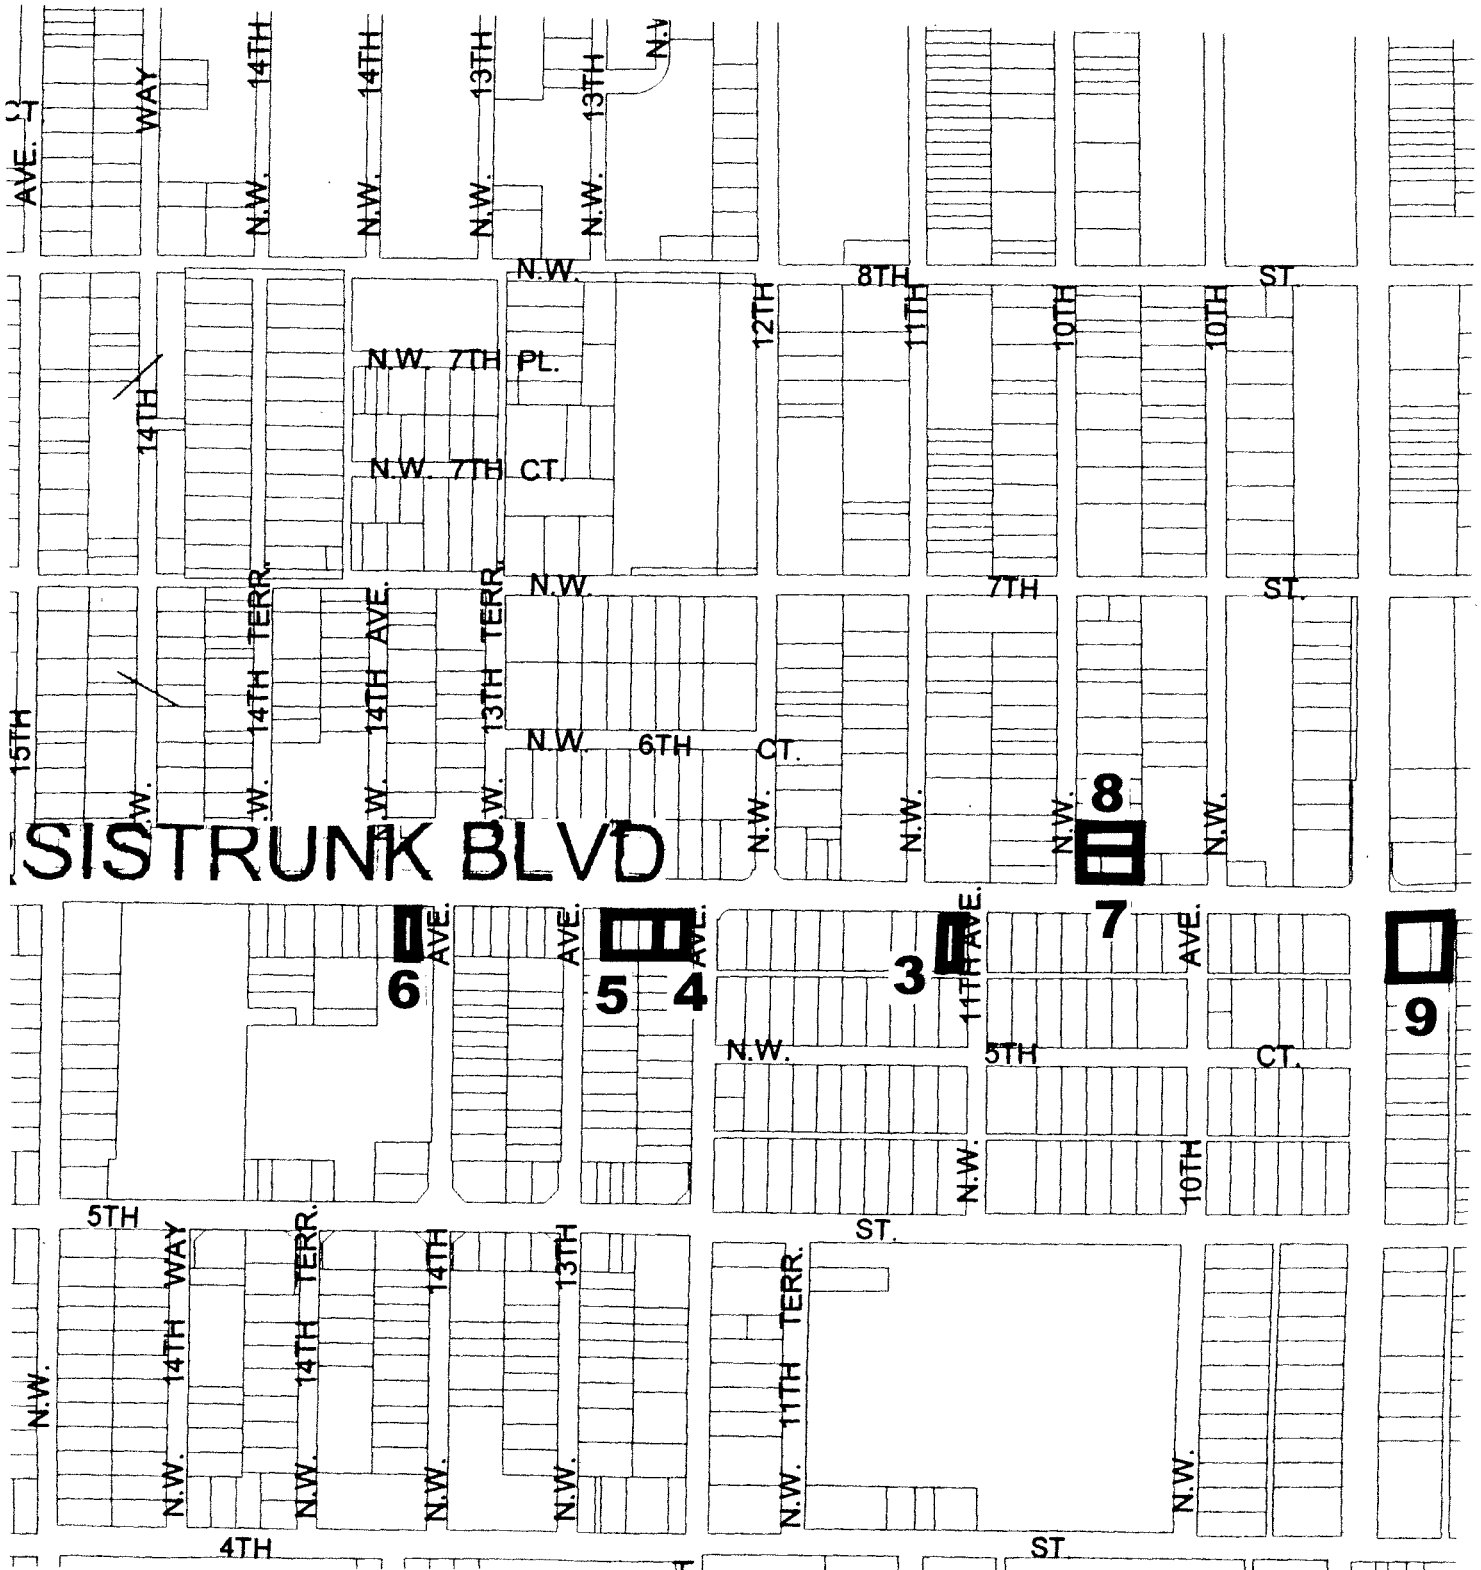 WAY
14TH
14TH
13TH
13TH
AVE.
N.W.
N.W.
N.W.
N.W.
N.W. 8TH ST.
12TH
11TH
10TH
10TH
N.W. 7TH PL.
14TH
N.W. 7TH CT.
N.W. 7TH ST.
14TH TERR.
14TH AVE.
13TH TERR.
15TH
N.W. 6TH CT.
N.W.
N.W.
N.W.
N.W.
8
SISTRUNK BLVD
7
AVE.
AVE.
AVE.
11TH AVE.
AVE.
6
5
4
3
9
N.W. 5TH CT.
N.W.
10TH
5TH ST.
14TH WAY
14TH TERR.
14TH
13TH
11TH TERR.
N.W.
N.W.
N.W.
N.W.
N.W.
N.W.
N.W.
4TH ST.